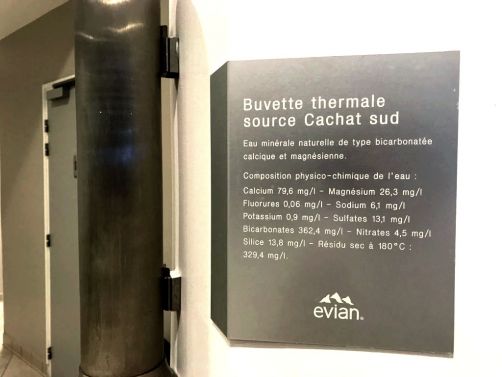 Buvette thermale
source Cachat sud
Eau minérale naturelle de type bicarbonatée
calcique et magnésienne.
Composition physico-chimique de l'eau :
Calcium 79,6 mg/l - Magnésium 26,3 mg/l
Fluorures 0,06 mg/l - Sodium 6,1 mg/l
Potassium 0,9 mg/l - Sulfates 13,1 mg/l
Bicarbonates 362,4 mg/l - Nitrates 4,5 mg/l
Silice 13,8 mg/l - Résidu sec à 180°C :
329,4 mg/l.
evian®